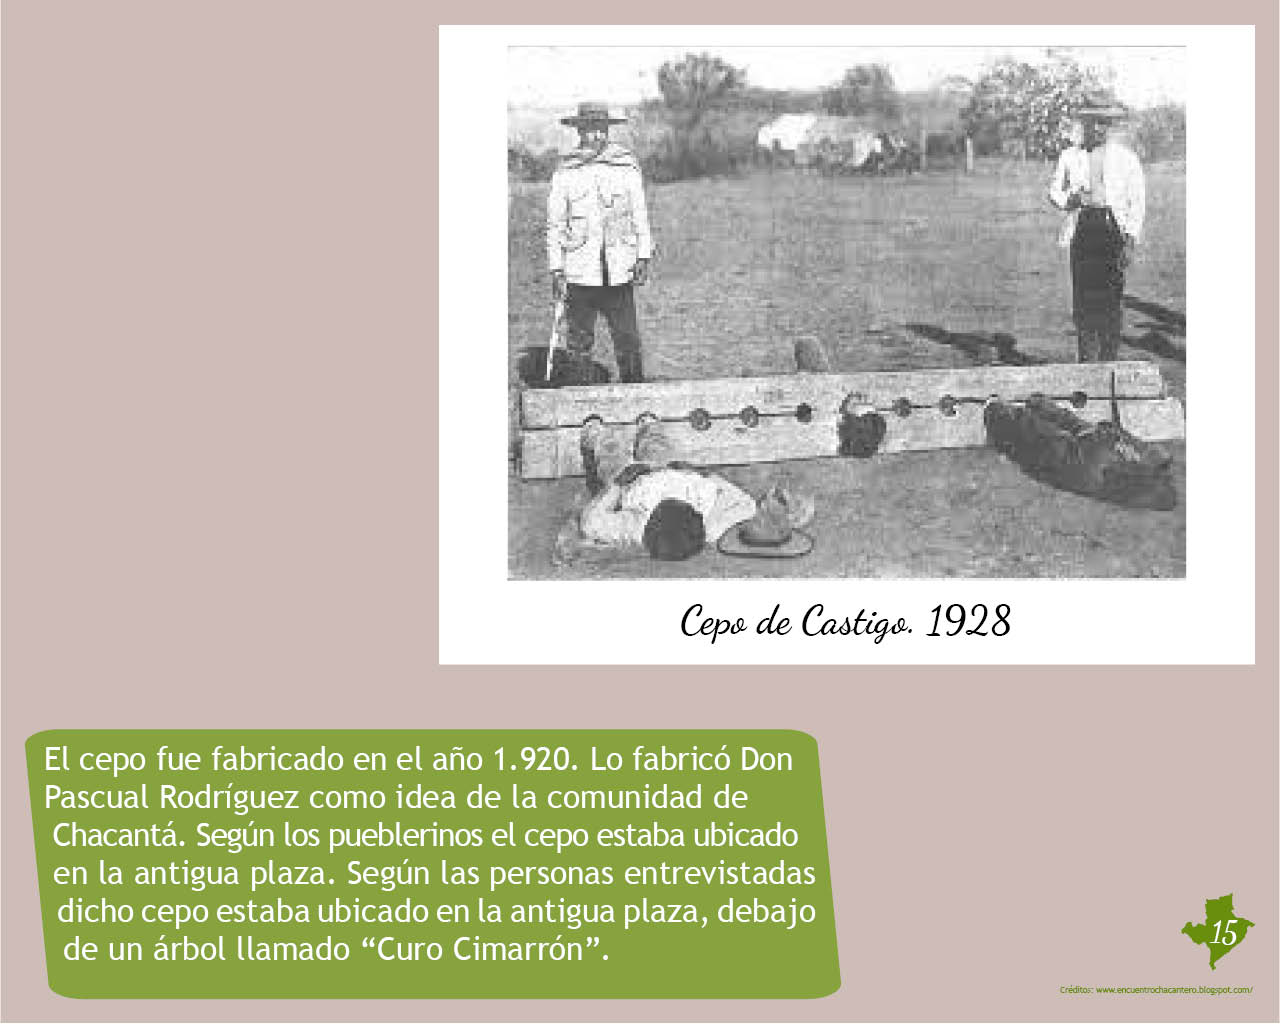 Cepo de Castigo. 1928
El cepo fue fabricado en el año 1.920. Lo fabricó Don
Pascual Rodríguez como idea de la comunidad de
Chacantá. Según los pueblerinos el cepo estaba ubicado
en la antigua plaza. Según las personas entrevistadas
dicho cepo estaba ubicado en la antigua plaza, debajo
de un árbol llamado “Curo Cimarrón”.
15
Créditos: www.encuentrochacantero.blogspot.com/